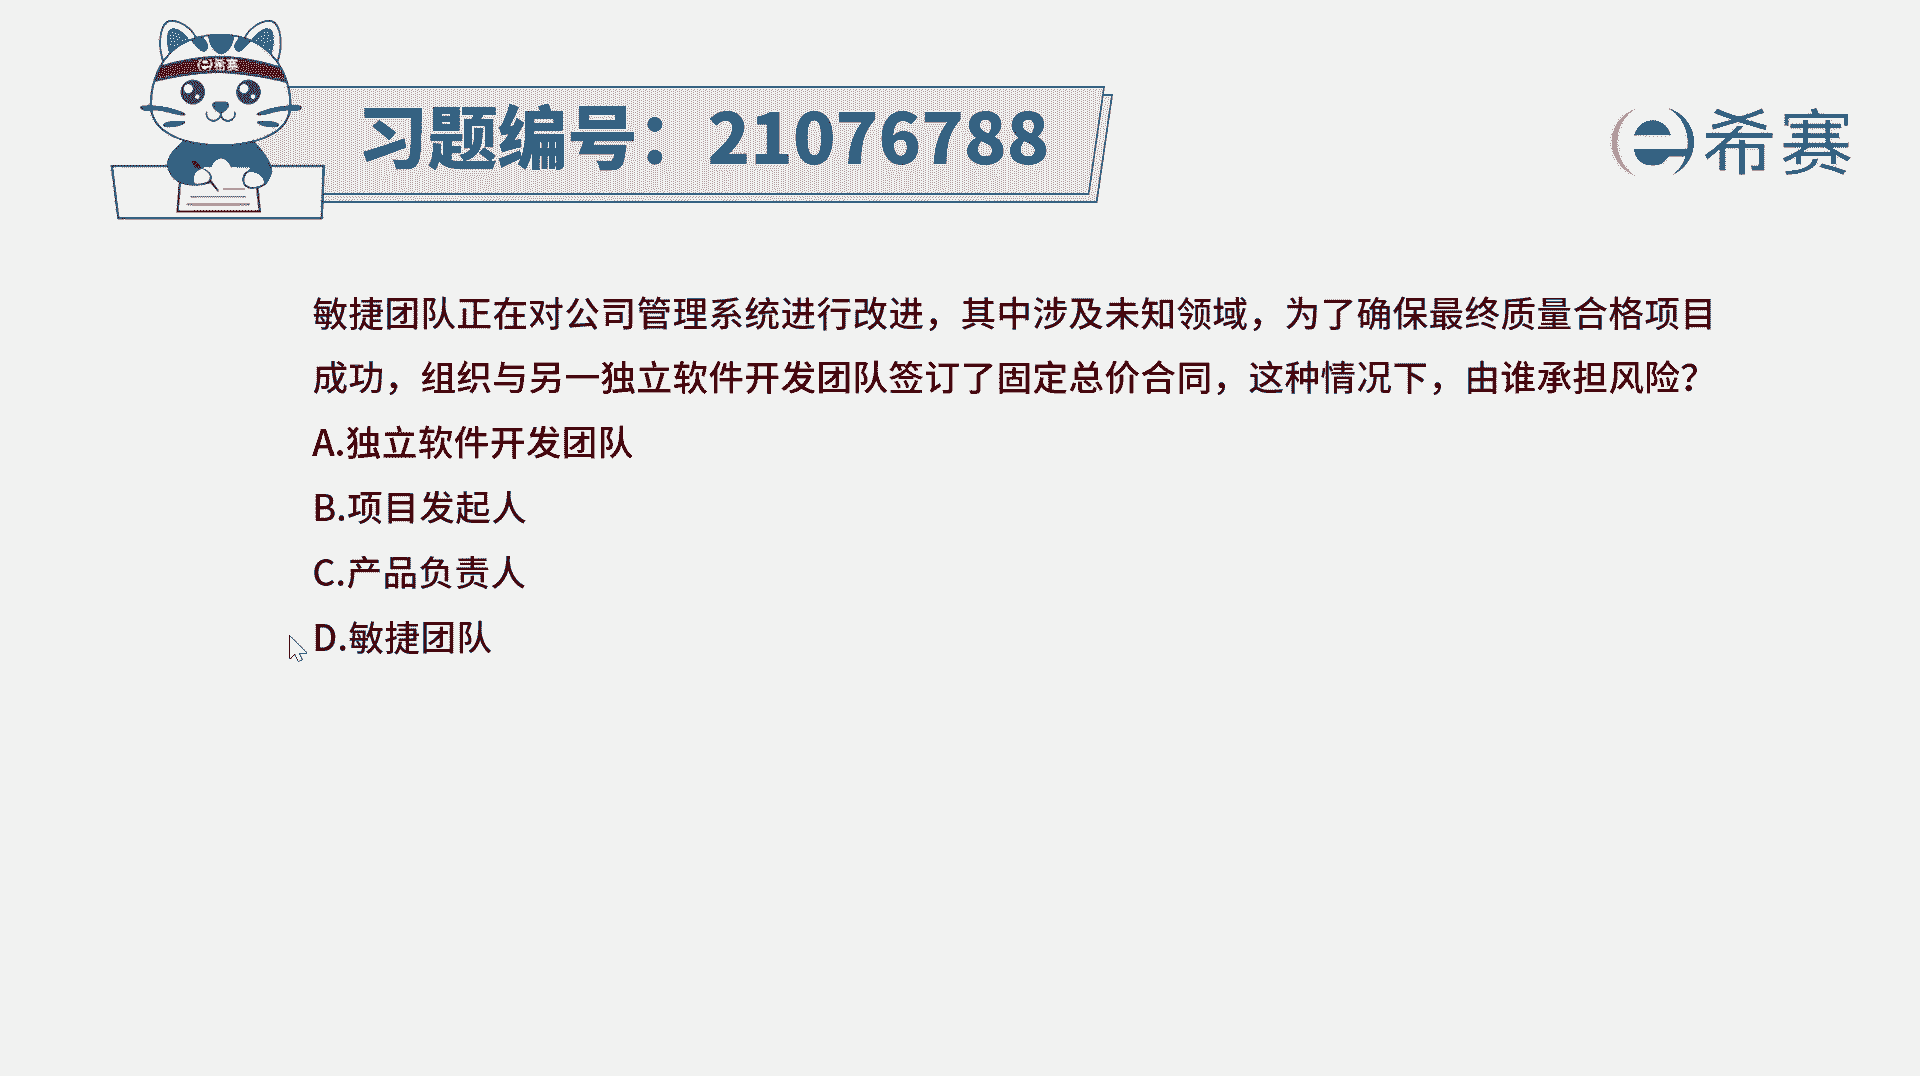 e希赛
习题编号：21076788
e希赛
敏捷团队正在对公司管理系统进行改进，其中涉及未知领域，为了确保最终质量合格项目
成功，组织与另一独立软件开发团队签订了固定总价合同，这种情况下，由谁承担风险？
A.独立软件开发团队
B.项目发起人
C.产品负责人
D.敏捷团队